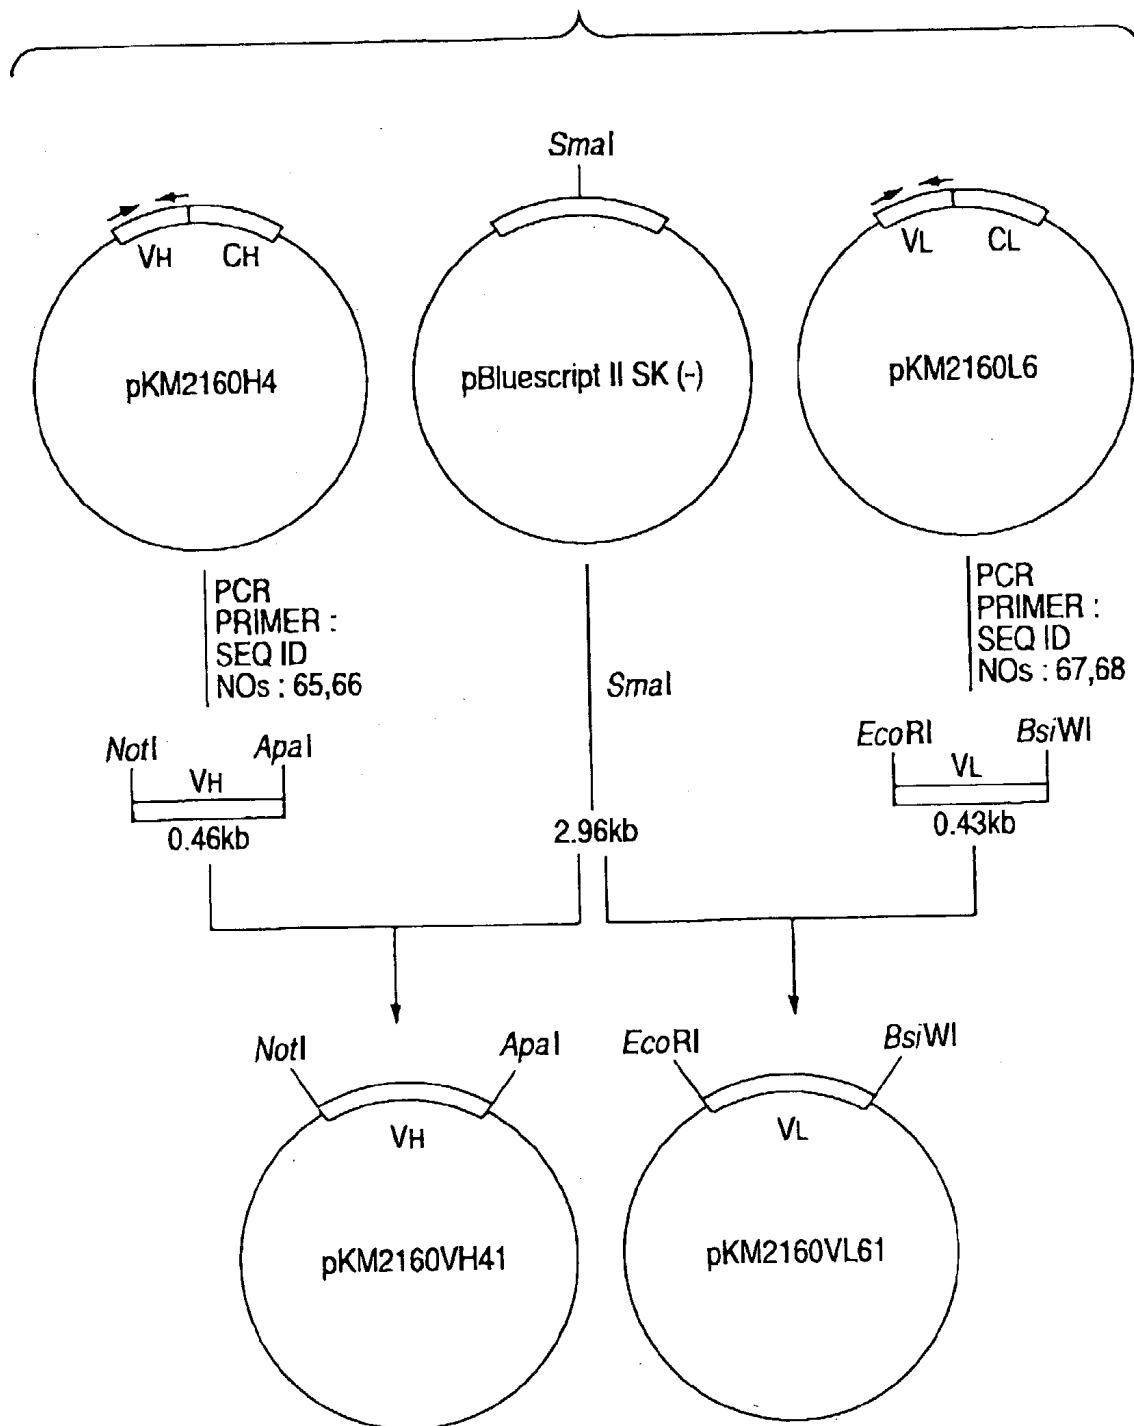 SmaI
VH CH
VL CL
pKM2160H4
pBluescript II SK (-)
pKM2160L6
PCR
PRIMER :
SEQ ID
NOs : 65,66
SmaI
PCR
PRIMER :
SEQ ID
NOs : 67,68
NotI ApaI
VH
0.46kb
2.96kb
EcoRI BsiWI
VL
0.43kb
NotI ApaI
VH
pKM2160VH41
EcoRI BsiWI
VL
pKM2160VL61